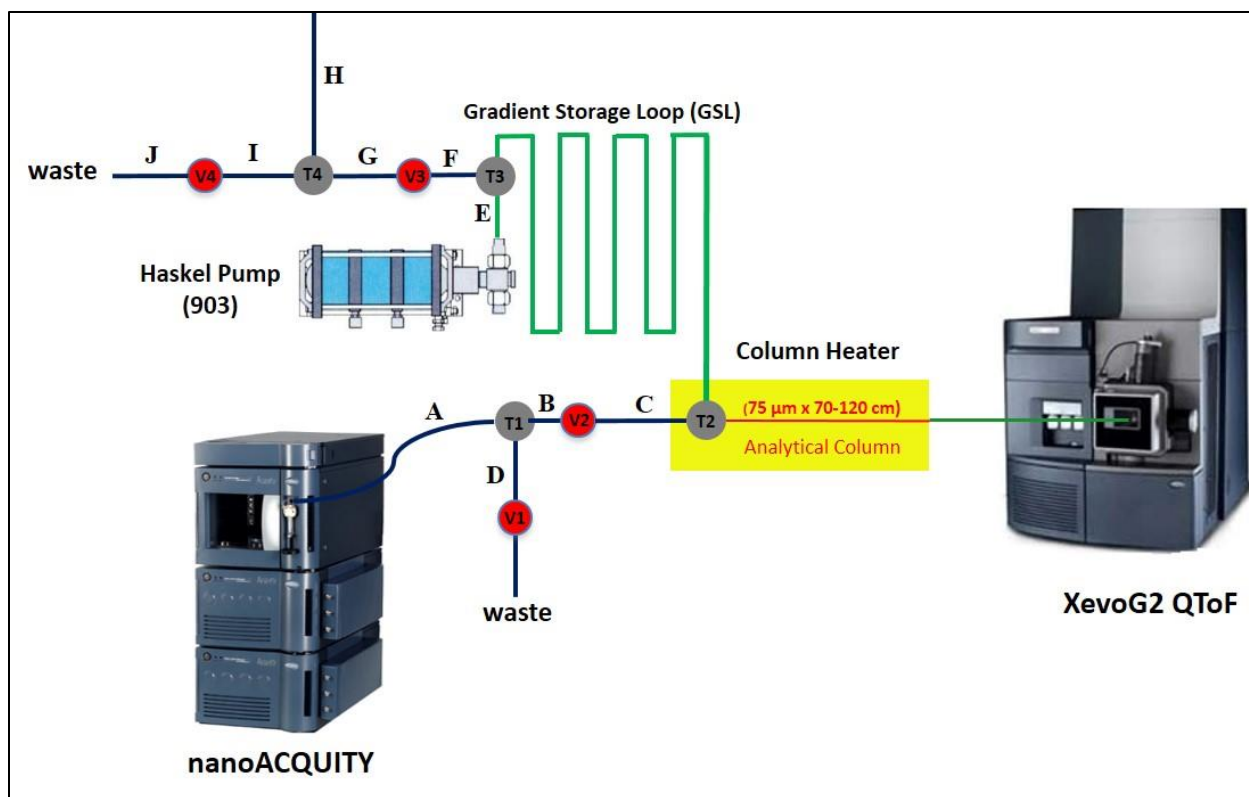 H
Gradient Storage Loop (GSL)
J
I
G
F
waste
V4
T4
V3
T3
E
Haskel Pump
(903)
Column Heater
A
B
C
(75 µm x 70-120 cm)
T1
V2
T2
Analytical Column
D
V1
waste
XevoG2 QToF
nanoACQUITY